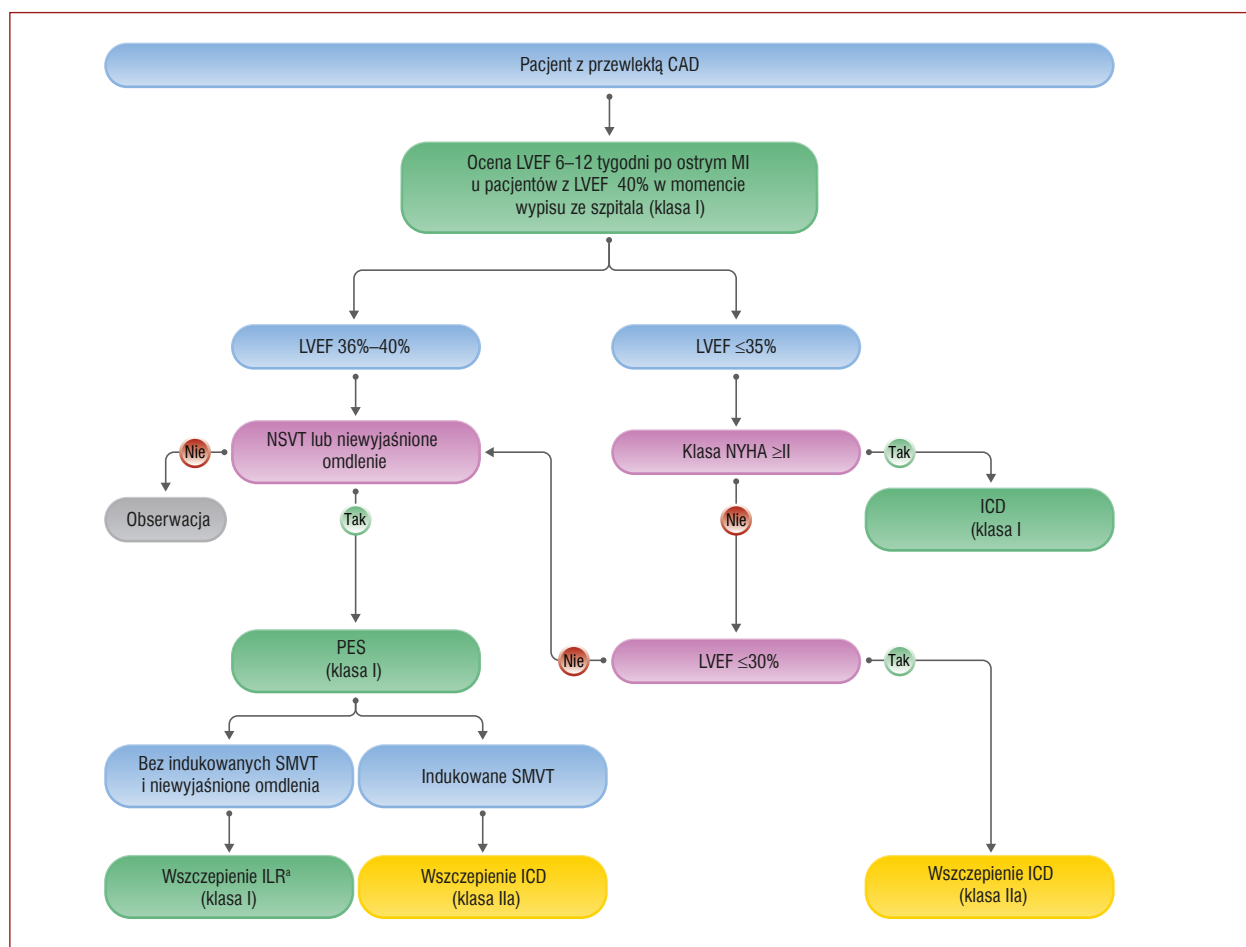 Pacjent z przewlekłą CAD
Ocena LVEF 6–12 tygodni po ostrym MI
u pacjentów z LVEF 40% w momencie
wypisu ze szpitala (klasa I)
LVEF 36%–40%
LVEF ≤35%
NSVT lub niewyjaśnione
omdlenie
Nie
Klasa NYHA ≥II
Tak
Obserwacja
Tak
Nie
ICD
(klasa I
PES
(klasa I)
Nie
LVEF ≤30%
Tak
Bez indukowanych SMVT
i niewyjaśnione omdlenia
Indukowane SMVT
Wszczepienie ILRª
(klasa I)
Wszczepienie ICD
(klasa IIa)
Wszczepienie ICD
(klasa IIa)